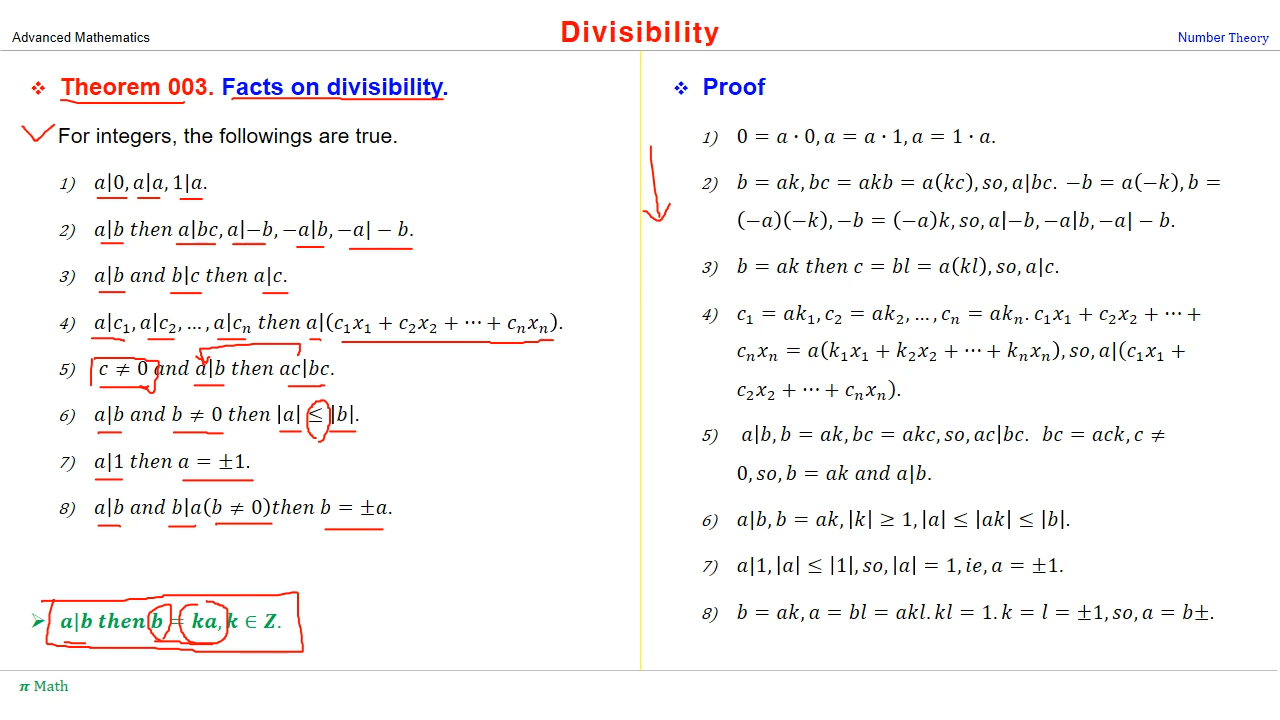 Advanced Mathematics
Divisibility
Number Theory
❖ Theorem 003. Facts on divisibility.
For integers, the followings are true.
1) a|0, a|a, 1|a.
2) a|b then a|bc, a|−b, −a|b, −a| − b.
3) a|b and b|c then a|c.
4) a|c₁, a|c₂, ..., a|cₙ then a|(c₁x₁ + c₂x₂ + ⋯ + cₙxₙ).
5) c ≠ 0 and a|b then ac|bc.
6) a|b and b ≠ 0 then |a| ≤ |b|.
7) a|1 then a = ±1.
8) a|b and b|a(b ≠ 0)then b = ±a.
➢ a|b then b = ka, k ∈ Z.
❖ Proof
1) 0 = a · 0, a = a · 1, a = 1 · a.
2) b = ak, bc = akb = a(kc), so, a|bc. −b = a(−k), b =
(−a)(−k), −b = (−a)k, so, a|−b, −a|b, −a| − b.
3) b = ak then c = bl = a(kl), so, a|c.
4) c₁ = ak₁, c₂ = ak₂, ..., cₙ = akₙ. c₁x₁ + c₂x₂ + ⋯ +
cₙxₙ = a(k₁x₁ + k₂x₂ + ⋯ + kₙxₙ), so, a|(c₁x₁ +
c₂x₂ + ⋯ + cₙxₙ).
5) a|b, b = ak, bc = akc, so, ac|bc. bc = ack, c ≠
0, so, b = ak and a|b.
6) a|b, b = ak, |k| ≥ 1, |a| ≤ |ak| ≤ |b|.
7) a|1, |a| ≤ |1|, so, |a| = 1, ie, a = ±1.
8) b = ak, a = bl = akl. kl = 1. k = l = ±1, so, a = b±.
π Math